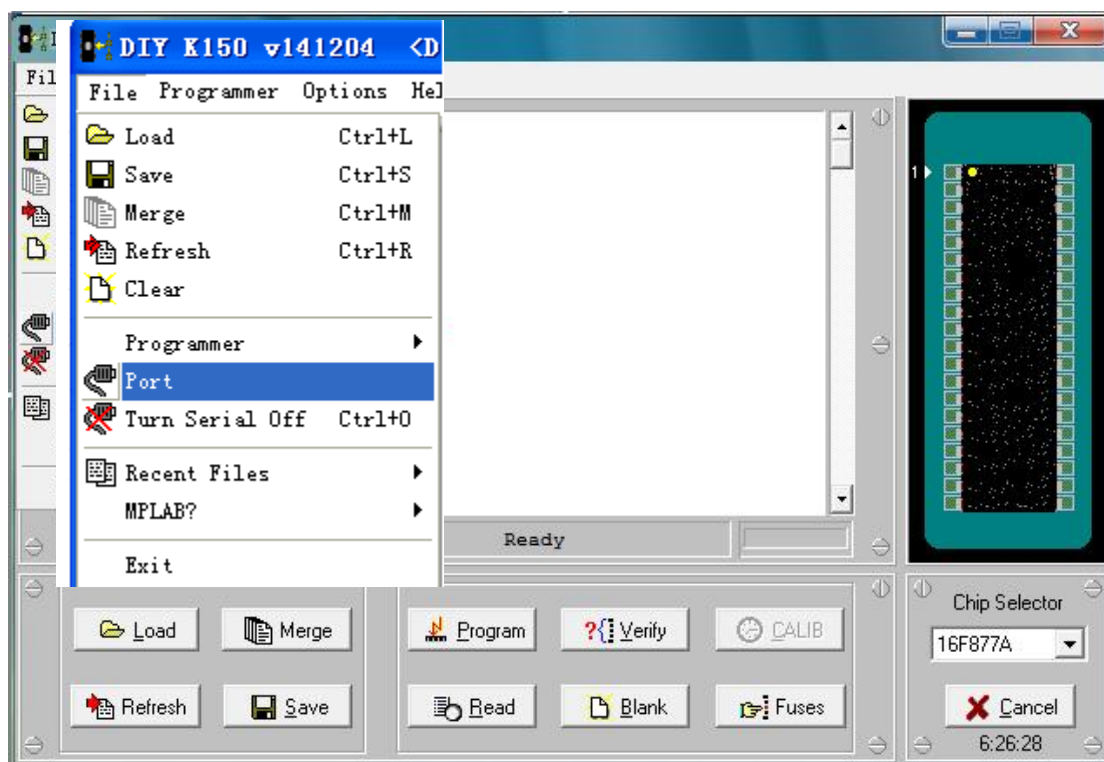 DIY K150 v141204 <D
Fil
File Programmer Options Hel
Load Ctrl+L
Save Ctrl+S
Merge Ctrl+M
Refresh Ctrl+R
Clear
Programmer
Port
Turn Serial Off Ctrl+O
Recent Files
MPLAB?
Exit
1
Ready
Load Merge Program Verify CALIB
Refresh Save Read Blank Fuses
Chip Selector
16F877A
Cancel
6:26:28